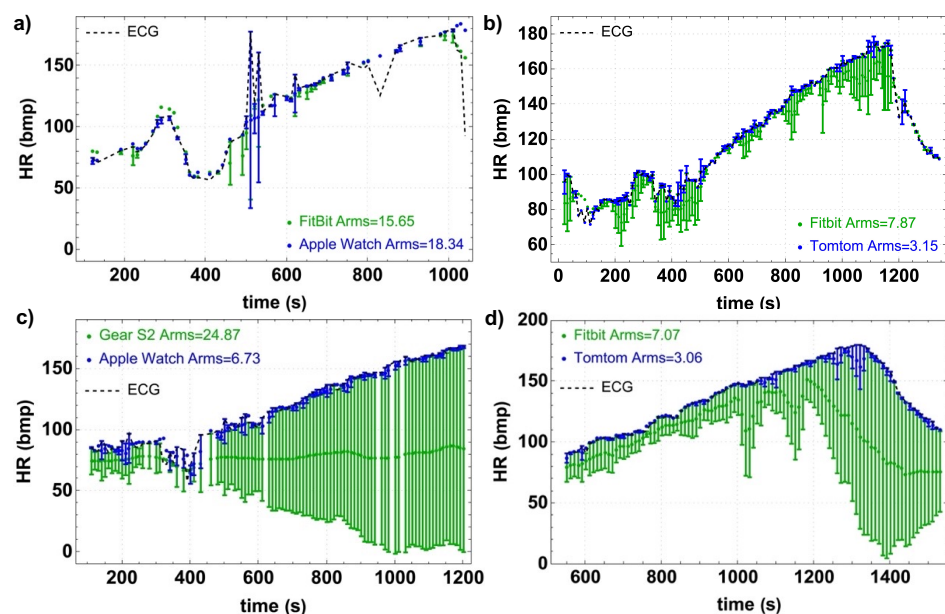 a)
---- ECG
HR (bmp)
150
100
50
0
FitBit Arms=15.65
Apple Watch Arms=18.34
200 400 600 800 1000
time (s)
b)
180
160
140
120
100
80
60
---- ECG
HR (bmp)
Fitbit Arms=7.87
Tomtom Arms=3.15
0 200 400 600 800 1000 1200
time (s)
c)
Gear S2 Arms=24.87
Apple Watch Arms=6.73
---- ECG
HR (bmp)
150
100
50
0
200 400 600 800 1000 1200
time (s)
d)
200
150
100
50
0
Fitbit Arms=7.07
Tomtom Arms=3.06
---- ECG
HR (bmp)
600 800 1000 1200 1400
time (s)